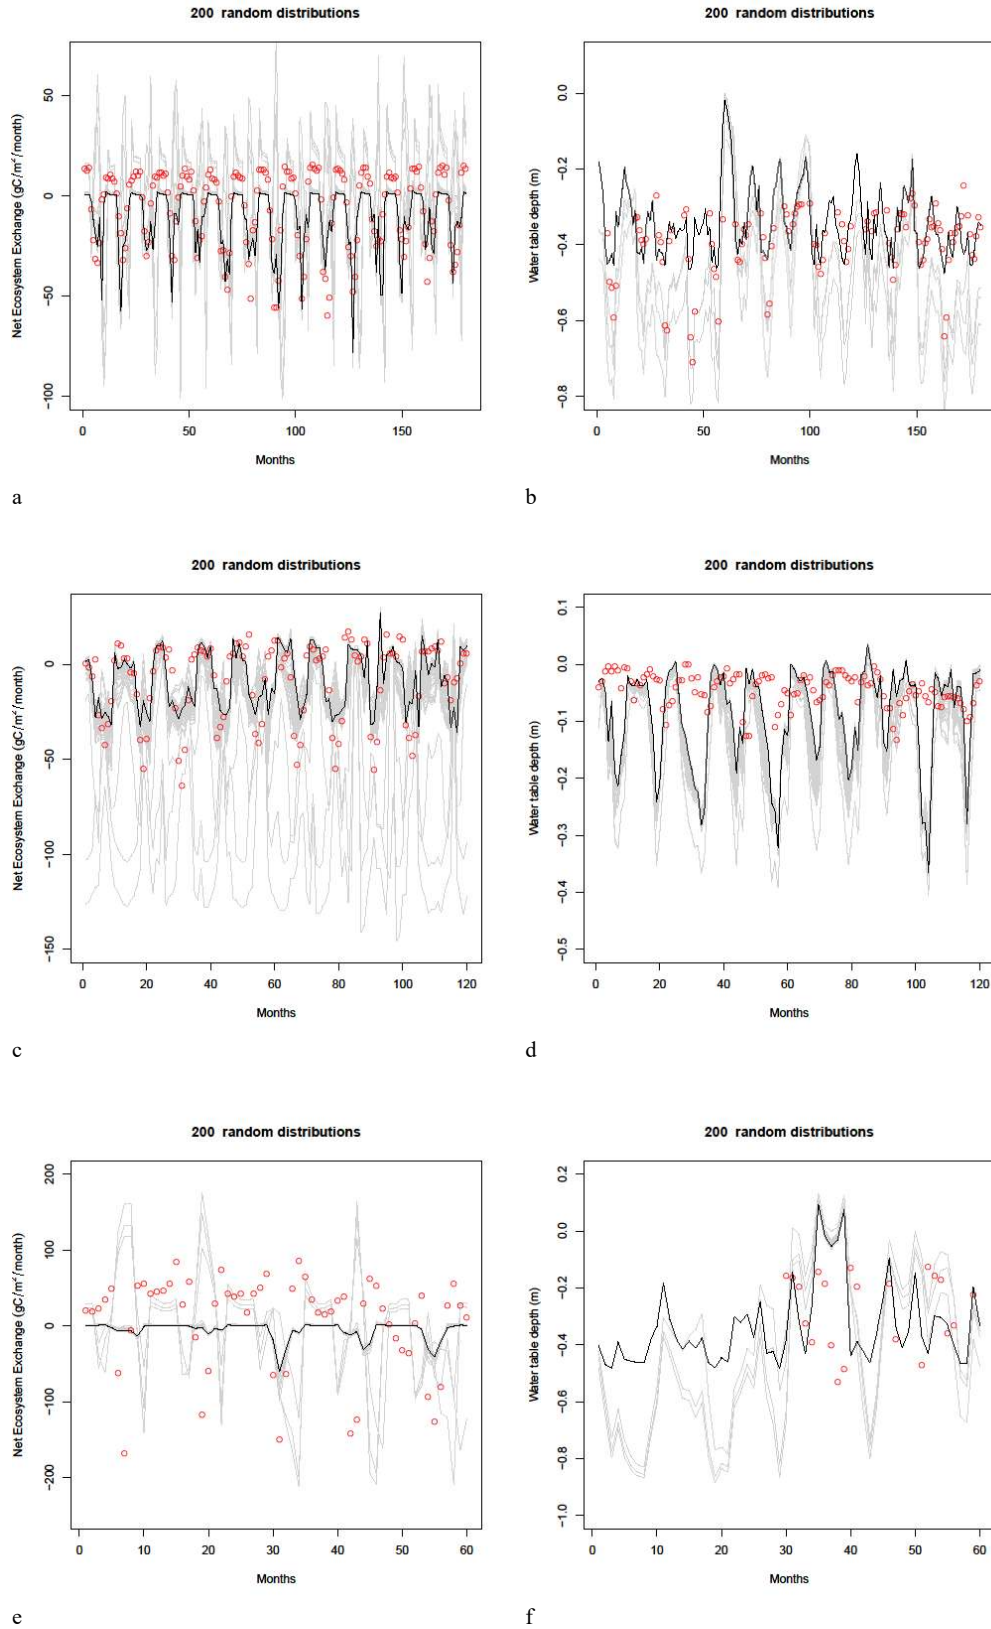 200 random distributions
Net Ecosystem Exchange (gC/m²/month)
50
0
−50
−100
0 50 100 150
Months
a
200 random distributions
Water table depth (m)
0.0
−0.2
−0.4
−0.6
−0.8
0 50 100 150
Months
b
200 random distributions
Net Ecosystem Exchange (gC/m²/month)
0
−50
−100
−150
0 20 40 60 80 100 120
Months
c
200 random distributions
Water table depth (m)
0.1
0.0
−0.1
−0.2
−0.3
−0.4
−0.5
0 20 40 60 80 100 120
Months
d
200 random distributions
Net Ecosystem Exchange (gC/m²/month)
200
100
0
−100
−200
0 10 20 30 40 50 60
Months
e
200 random distributions
Water table depth (m)
0.2
0.0
−0.2
−0.4
−0.6
−0.8
−1.0
0 10 20 30 40 50 60
Months
f